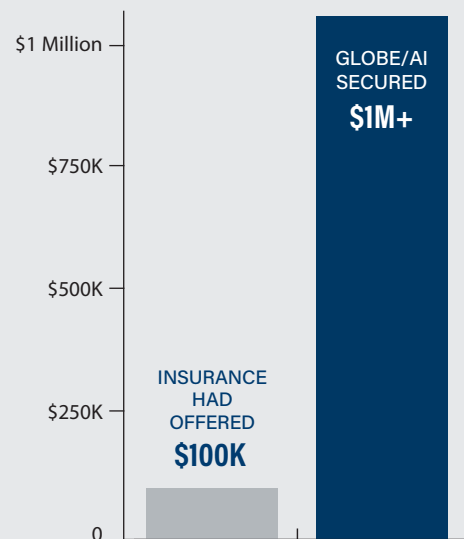 $1 Million
$750K
$500K
$250K
0
INSURANCE
HAD
OFFERED
$100K
GLOBE/AI
SECURED
$1M+